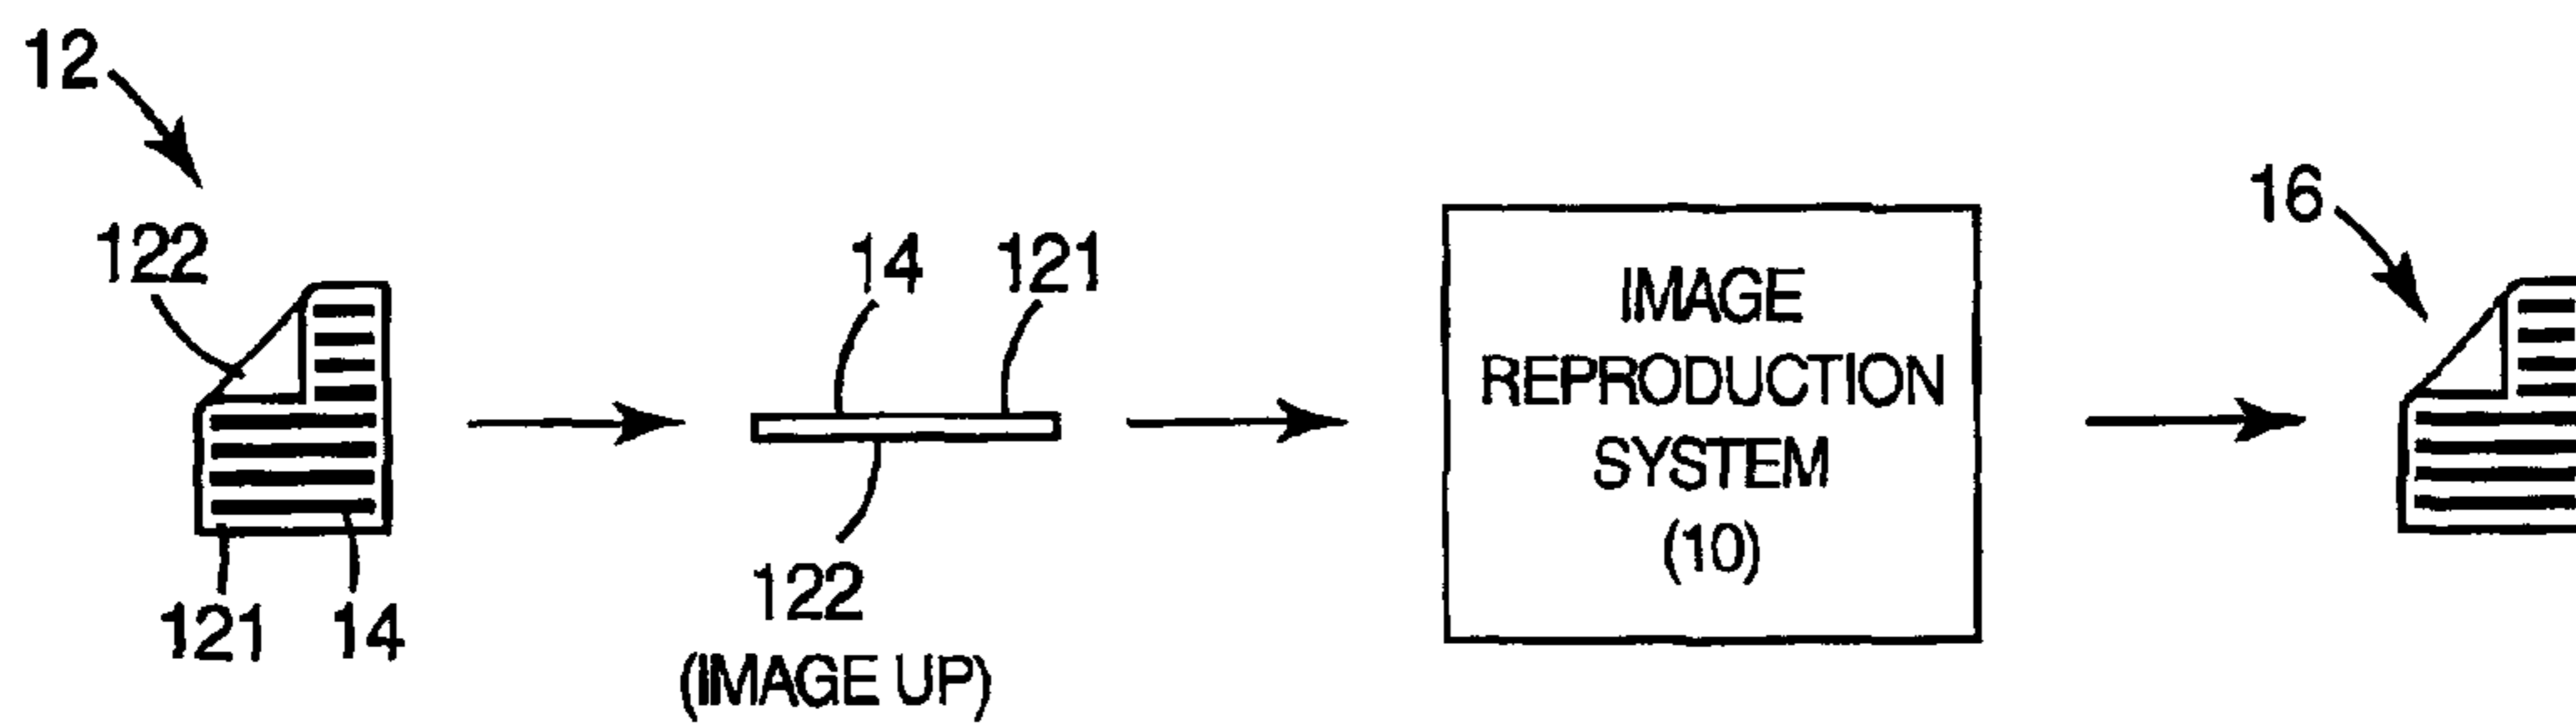 12
122
121 14
14 121
122
(IMAGE UP)
IMAGE
REPRODUCTION
SYSTEM
(10)
16